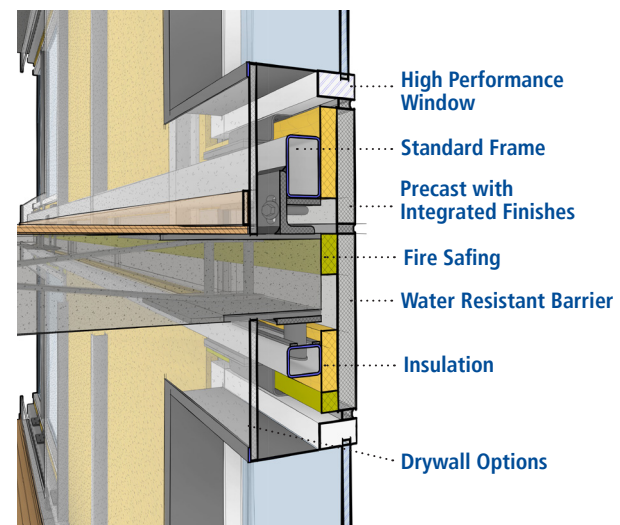 High Performance
Window
Standard Frame
Precast with
Integrated Finishes
Fire Safing
Water Resistant Barrier
Insulation
Drywall Options